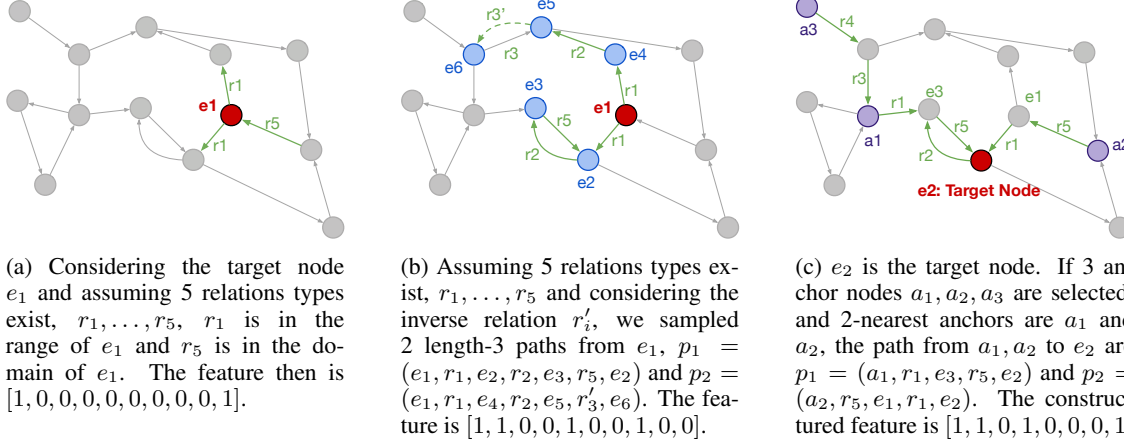 r1
e1
r5
r1
r3'
e5
r3
r2
e4
e6
r1
e3
e1
r5
r1
r2
e2
a3
r4
r3
r1
e3
e1
a1
r5
r5
a2
r2
r1
e2: Target Node
(a) Considering the target node
e₁ and assuming 5 relations types
exist, r₁, . . . , r₅, r₁ is in the
range of e₁ and r₅ is in the do-
main of e₁. The feature then is
[1, 0, 0, 0, 0, 0, 0, 0, 0, 1].
(b) Assuming 5 relations types ex-
ist, r₁, . . . , r₅ and considering the
inverse relation r′ᵢ, we sampled
2 length-3 paths from e₁, p₁ =
(e₁, r₁, e₂, r₂, e₃, r₅, e₂) and p₂ =
(e₁, r₁, e₄, r₂, e₅, r′₃, e₆). The fea-
ture is [1, 1, 0, 0, 1, 0, 0, 1, 0, 0].
(c) e₂ is the target node. If 3 an-
chor nodes a₁, a₂, a₃ are selected
and 2-nearest anchors are a₁ and
a₂, the path from a₁, a₂ to e₂ are
p₁ = (a₁, r₁, e₃, r₅, e₂) and p₂ =
(a₂, r₅, e₁, r₁, e₂). The construc-
tured feature is [1, 1, 0, 1, 0, 0, 0, 1